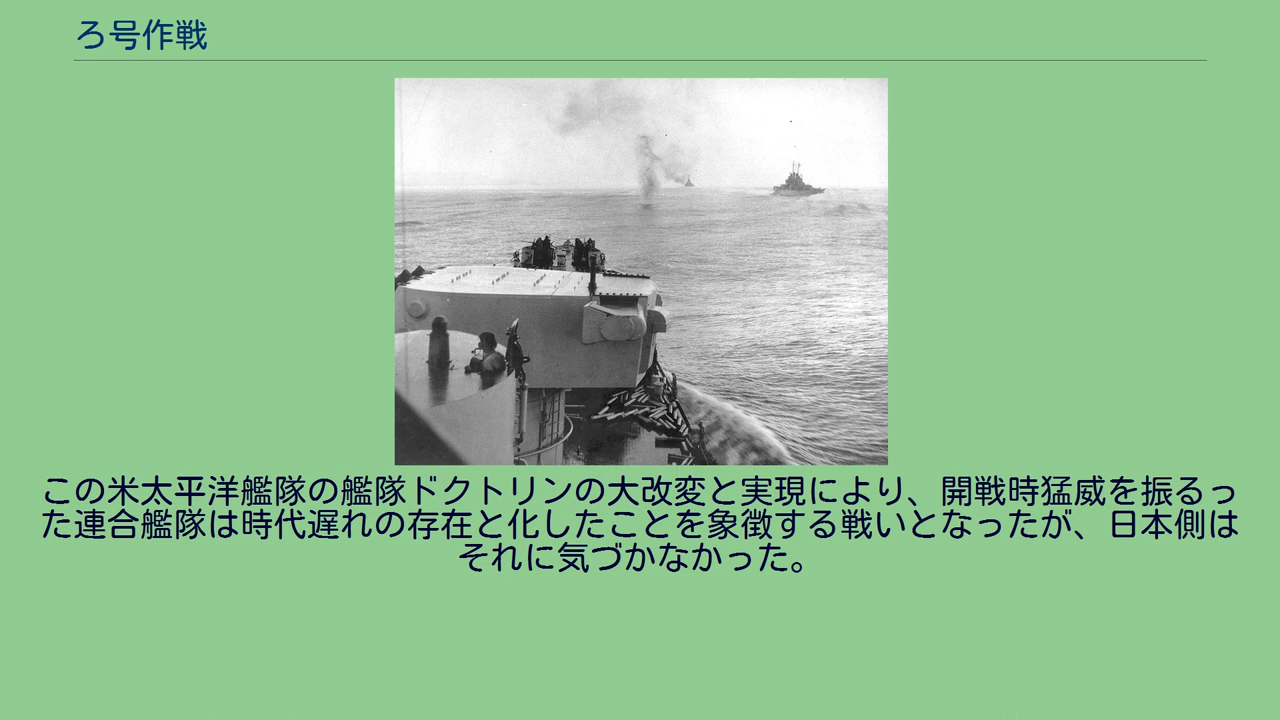 ろ号作戦
この米太平洋艦隊の艦隊ドクトリンの大改変と実現により、開戦時猛威を振るっ
た連合艦隊は時代遅れの存在と化したことを象徴する戦いとなったが、日本側は
それに気づかなかった。